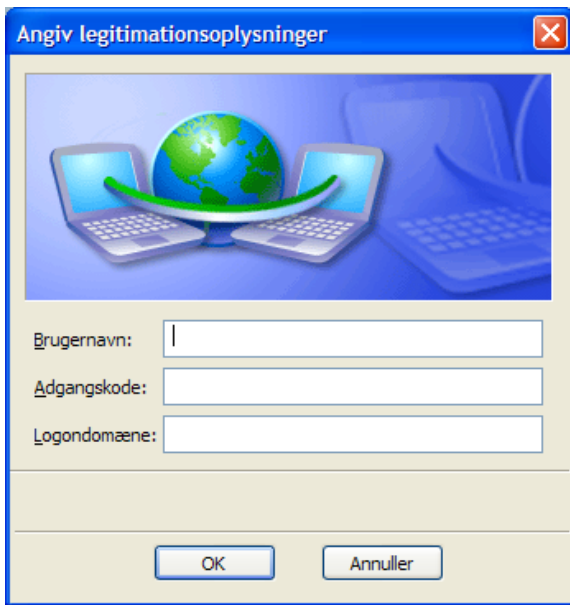 Angiv legitimationsoplysninger
Brugernavn:
Adgangskode:
Logondomæne:
OK Annuller